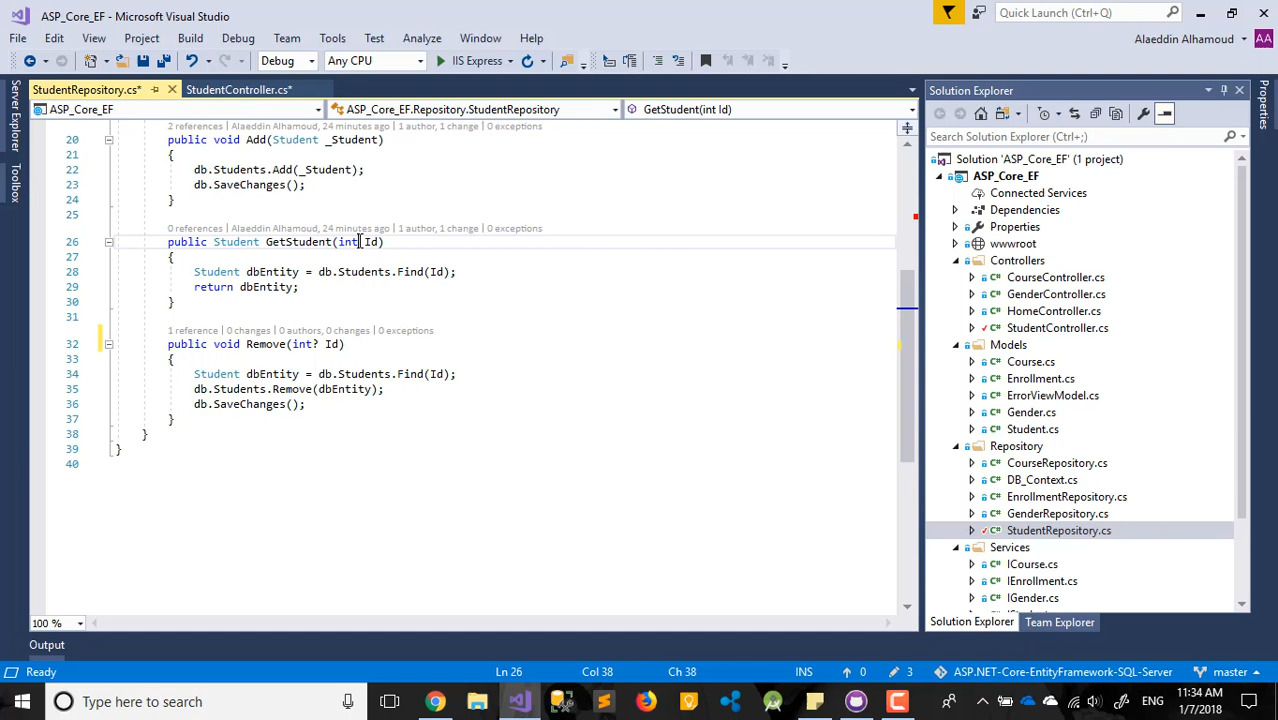 ASP_Core_EF - Microsoft Visual Studio
Quick Launch (Ctrl+Q)
File Edit View Project Build Debug Team Tools Test Analyze Window Help
Alaeddin Alhamoud AA
Debug Any CPU IIS Express
Server Explorer
Toolbox
StudentRepository.cs* StudentController.cs*
ASP_Core_EF ASP_Core_EF.Repository.StudentRepository GetStudent(int Id)
2 references | Alaeddin Alhamoud, 24 minutes ago | 1 author, 1 change | 0 exceptions
20 public void Add(Student _Student)
21 {
22 db.Students.Add(_Student);
23 db.SaveChanges();
24 }
25
0 references | Alaeddin Alhamoud, 24 minutes ago | 1 author, 1 change | 0 exceptions
26 public Student GetStudent(int Id)
27 {
28 Student dbEntity = db.Students.Find(Id);
29 return dbEntity;
30 }
31
1 reference | 0 changes | 0 authors, 0 changes | 0 exceptions
32 public void Remove(int? Id)
33 {
34 Student dbEntity = db.Students.Find(Id);
35 db.Students.Remove(dbEntity);
36 db.SaveChanges();
37 }
38 }
39 }
40
100 %
Solution Explorer
Search Solution Explorer (Ctrl+;)
Solution 'ASP_Core_EF' (1 project)
ASP_Core_EF
Connected Services
Dependencies
Properties
wwwroot
Controllers
C# CourseController.cs
C# GenderController.cs
C# HomeController.cs
C# StudentController.cs
Models
C# Course.cs
C# Enrollment.cs
C# ErrorViewModel.cs
C# Gender.cs
C# Student.cs
Repository
C# CourseRepository.cs
C# DB_Context.cs
C# EnrollmentRepository.cs
C# GenderRepository.cs
C# StudentRepository.cs
Services
C# ICourse.cs
C# IEnrollment.cs
C# IGender.cs
Solution Explorer Team Explorer
Properties
Output
Ready Ln 26 Col 38 Ch 38 INS 0 3 ASP.NET-Core-EntityFramework-SQL-Server master
Type here to search
ENG
11:34 AM
1/7/2018